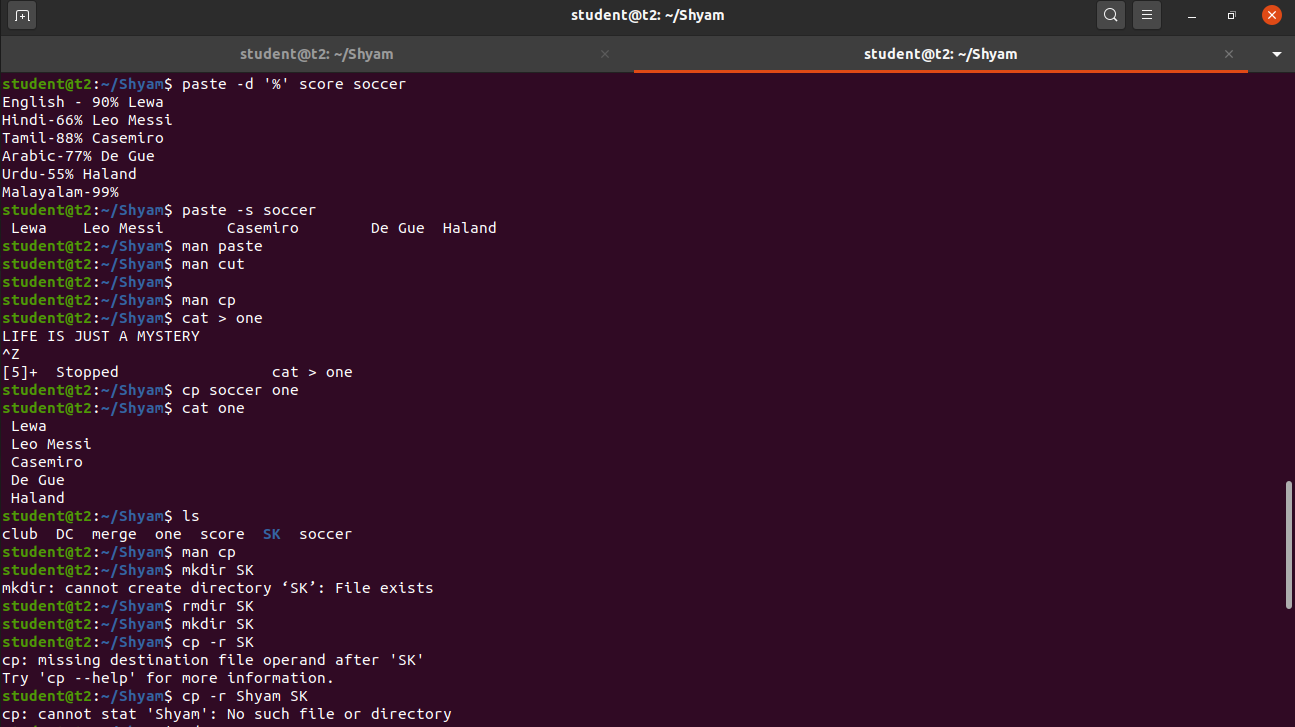 student@t2: ~/Shyam
student@t2: ~/Shyam
student@t2: ~/Shyam
student@t2:~/Shyam$ paste -d '%' score soccer
English - 90% Lewa
Hindi-66% Leo Messi
Tamil-88% Casemiro
Arabic-77% De Gue
Urdu-55% Haland
Malayalam-99%
student@t2:~/Shyam$ paste -s soccer
Lewa Leo Messi Casemiro De Gue Haland
student@t2:~/Shyam$ man paste
student@t2:~/Shyam$ man cut
student@t2:~/Shyam$
student@t2:~/Shyam$ man cp
student@t2:~/Shyam$ cat > one
LIFE IS JUST A MYSTERY
^Z
[5]+ Stopped cat > one
student@t2:~/Shyam$ cp soccer one
student@t2:~/Shyam$ cat one
Lewa
Leo Messi
Casemiro
De Gue
Haland
student@t2:~/Shyam$ ls
club DC merge one score SK soccer
student@t2:~/Shyam$ man cp
student@t2:~/Shyam$ mkdir SK
mkdir: cannot create directory ‘SK’: File exists
student@t2:~/Shyam$ rmdir SK
student@t2:~/Shyam$ mkdir SK
student@t2:~/Shyam$ cp -r SK
cp: missing destination file operand after 'SK'
Try 'cp --help' for more information.
student@t2:~/Shyam$ cp -r Shyam SK
cp: cannot stat 'Shyam': No such file or directory